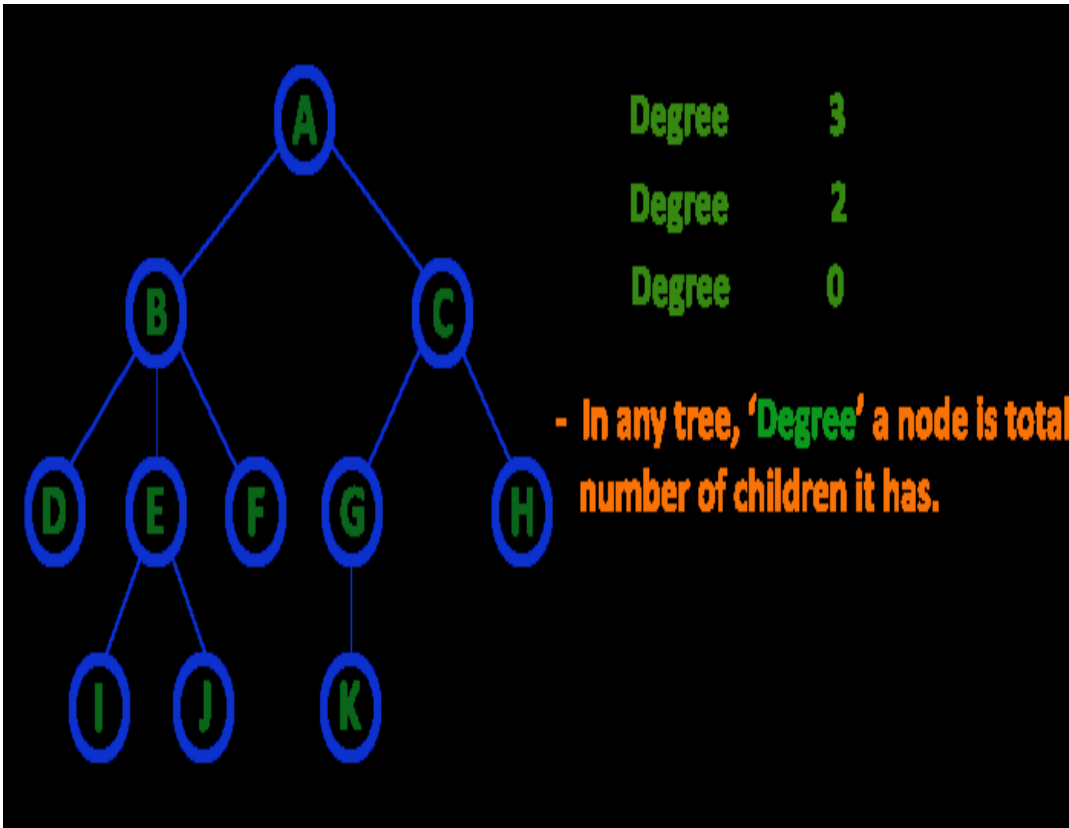 A
B C
D E F G H
I J K
Degree 3
Degree 2
Degree 0
- In any tree, ‘Degree’ a node is total
number of children it has.